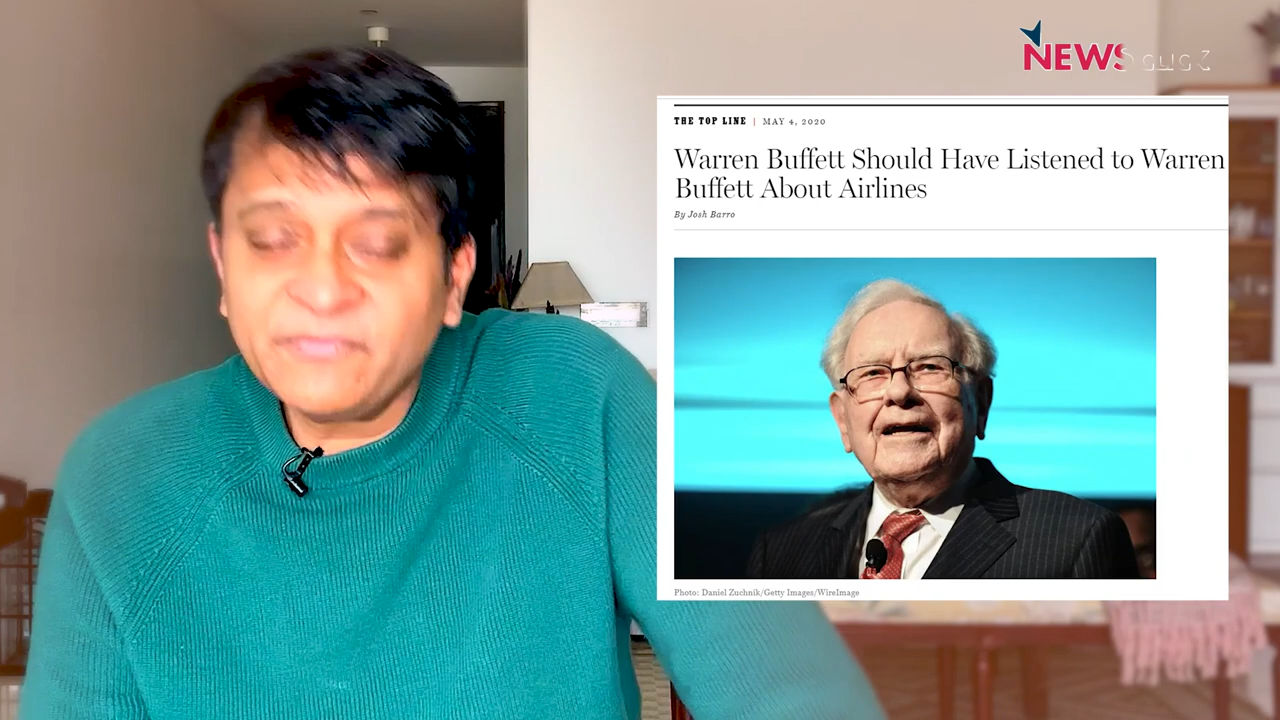 NEWS
THE TOP LINE | MAY 4, 2020
Warren Buffett Should Have Listened to Warren
Buffett About Airlines
By Josh Barro
Photo: Daniel Zuchnik/Getty Images/WireImage